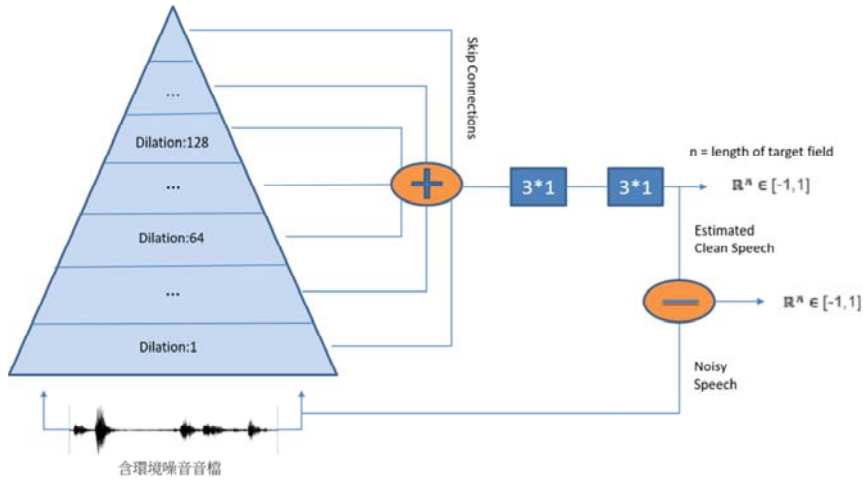 ...
Dilation:128
...
Dilation:64
...
Dilation:1
含環境噪音音檔
Skip Connections
+
3*1
3*1
n = length of target field
ℝⁿ ∈ [-1,1]
Estimated
Clean Speech
—
ℝⁿ ∈ [-1,1]
Noisy
Speech